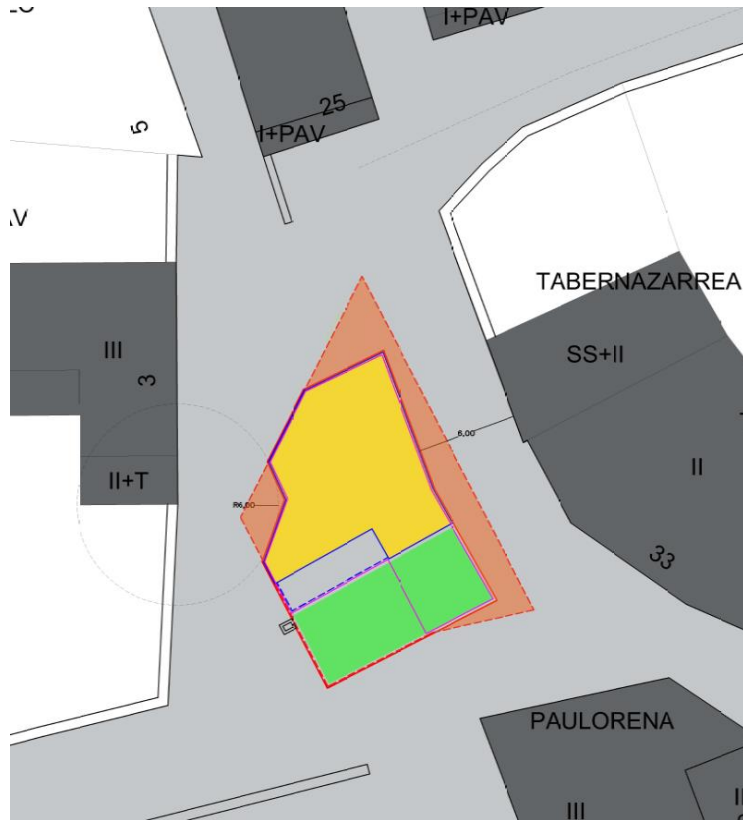 I+PAV
25
I+PAV
5
TABERNAZARREA
III
SS+II
3
6,00
II+T
II
R6,00
33
PAULORENA
III